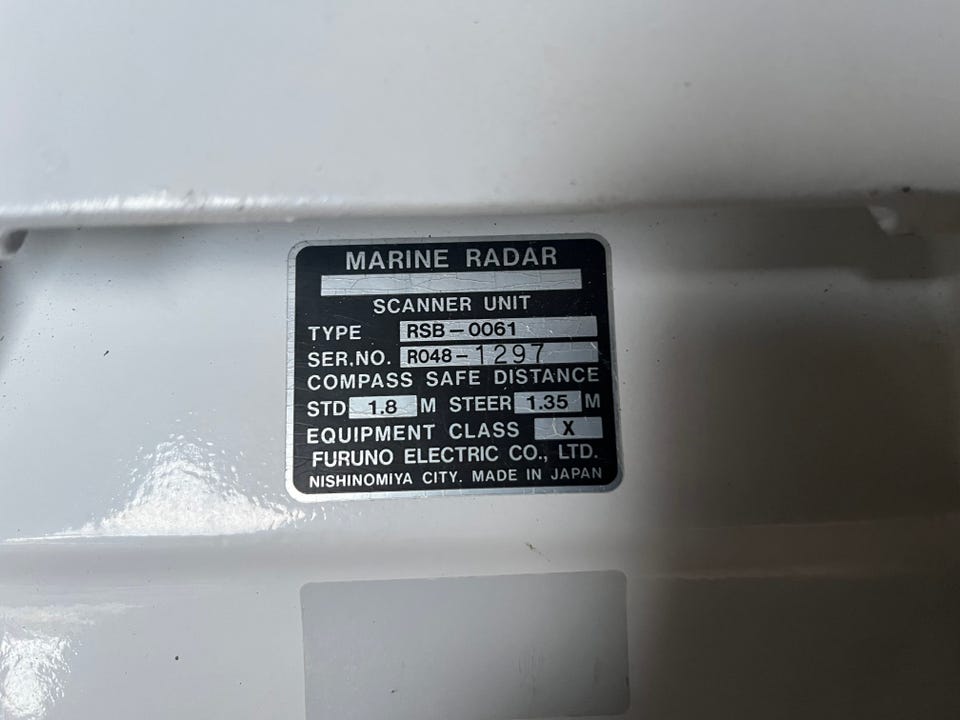 MARINE RADAR
SCANNER UNIT
TYPE RSB-0061
SER.NO. R048-1297
COMPASS SAFE DISTANCE
STD 1.8 M STEER 1.35 M
EQUIPMENT CLASS X
FURUNO ELECTRIC CO., LTD.
NISHINOMIYA CITY. MADE IN JAPAN